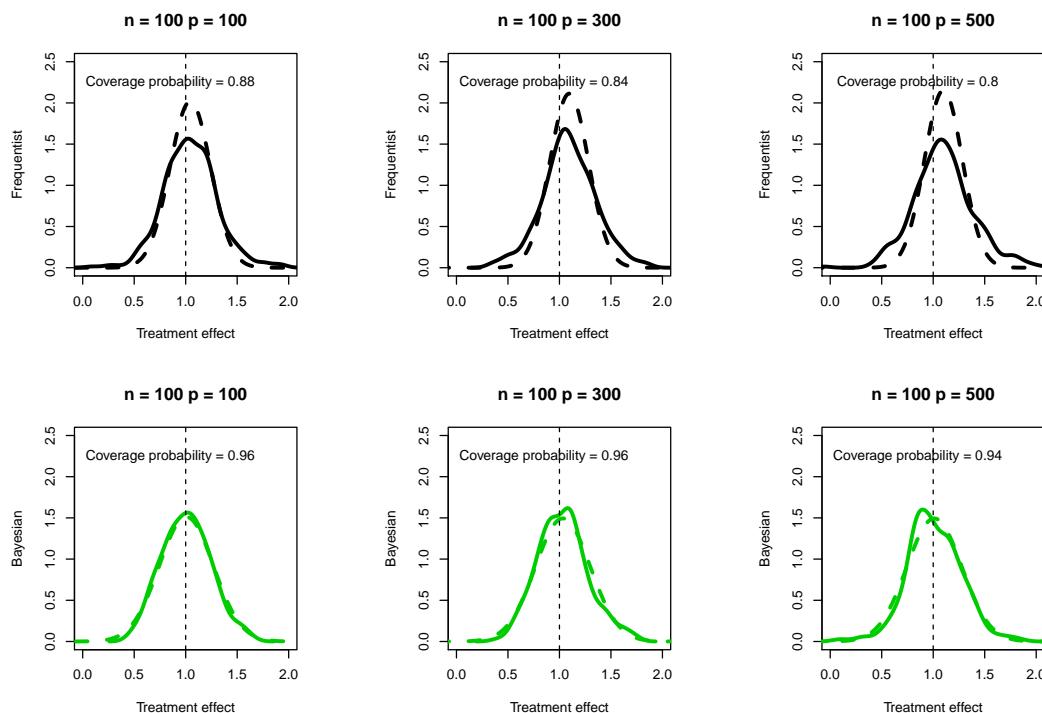 n = 100 p = 100
Coverage probability = 0.88
Frequentist
0.0 0.5 1.0 1.5 2.0 2.5
0.0 0.5 1.0 1.5 2.0
Treatment effect
n = 100 p = 300
Coverage probability = 0.84
Frequentist
0.0 0.5 1.0 1.5 2.0 2.5
0.0 0.5 1.0 1.5 2.0
Treatment effect
n = 100 p = 500
Coverage probability = 0.8
Frequentist
0.0 0.5 1.0 1.5 2.0 2.5
0.0 0.5 1.0 1.5 2.0
Treatment effect
n = 100 p = 100
Coverage probability = 0.96
Bayesian
0.0 0.5 1.0 1.5 2.0 2.5
0.0 0.5 1.0 1.5 2.0
Treatment effect
n = 100 p = 300
Coverage probability = 0.96
Bayesian
0.0 0.5 1.0 1.5 2.0 2.5
0.0 0.5 1.0 1.5 2.0
Treatment effect
n = 100 p = 500
Coverage probability = 0.94
Bayesian
0.0 0.5 1.0 1.5 2.0 2.5
0.0 0.5 1.0 1.5 2.0
Treatment effect